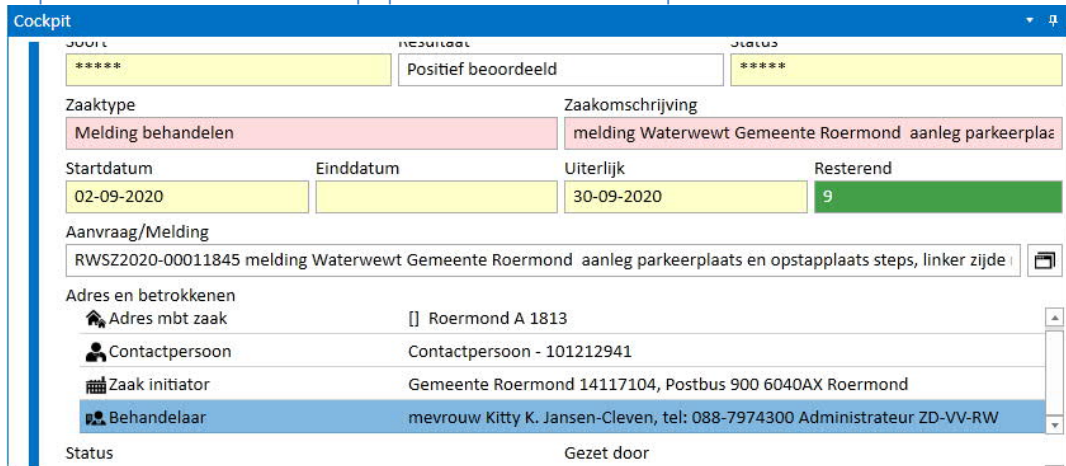 Cockpit
Soort Resultaat Status
***** Positief beoordeeld *****
Zaaktype Zaakomschrijving
Melding behandelen melding Waterwewt Gemeente Roermond aanleg parkeerplaa
Startdatum Einddatum Uiterlijk Resterend
02-09-2020 30-09-2020 9
Aanvraag/Melding
RWSZ2020-00011845 melding Waterwewt Gemeente Roermond aanleg parkeerplaats en opstapplaats steps, linker zijde
Adres en betrokkenen
Adres mbt zaak [] Roermond A 1813
Contactpersoon Contactpersoon - 101212941
Zaak initiator Gemeente Roermond 14117104, Postbus 900 6040AX Roermond
Behandelaar mevrouw Kitty K. Jansen-Cleven, tel: 088-7974300 Administrateur ZD-VV-RW
Status Gezet door